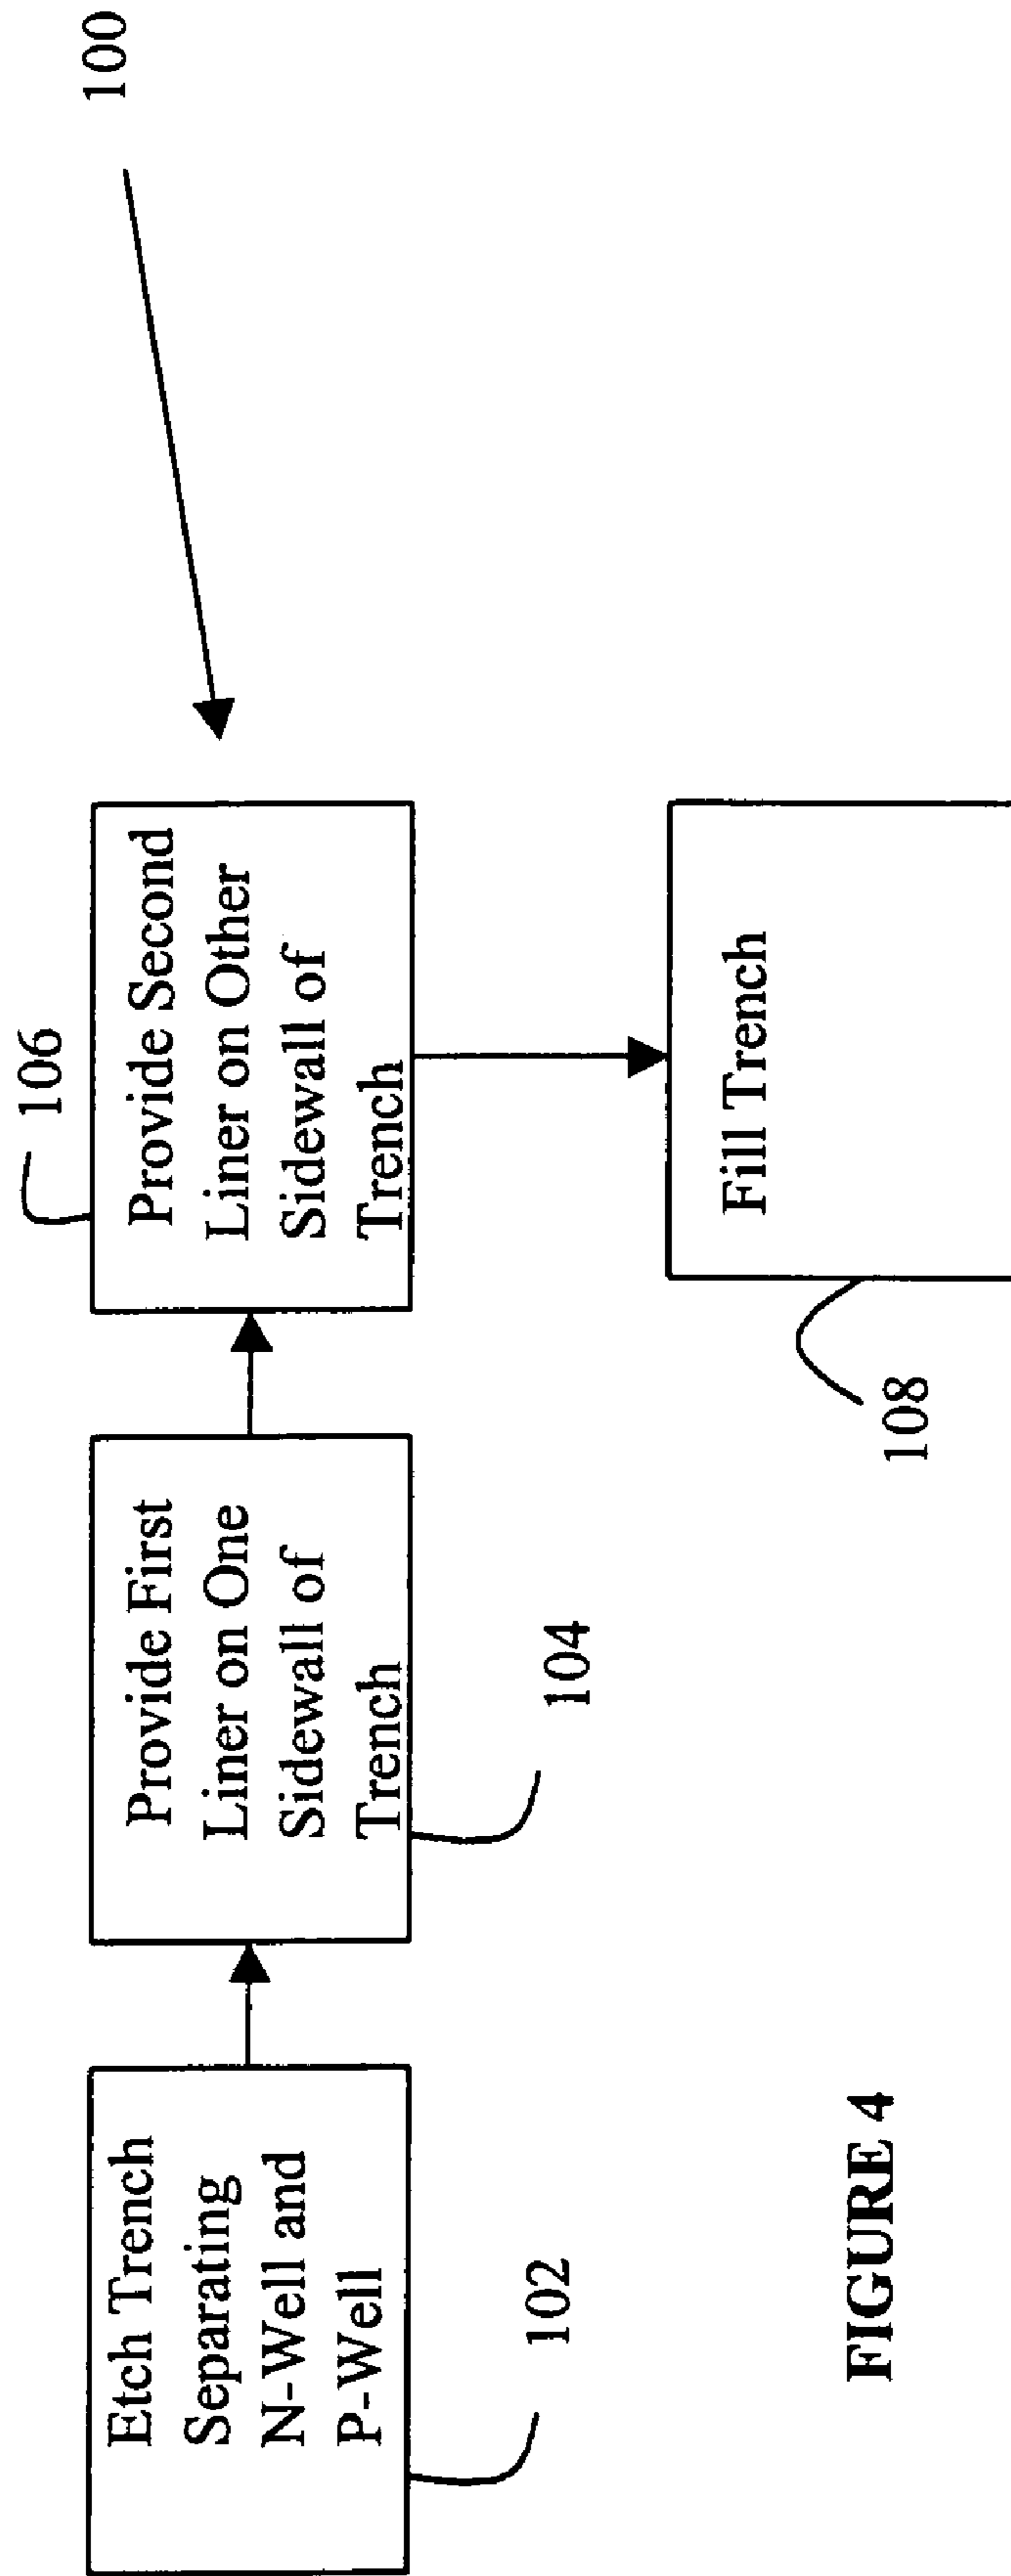 100
106
Etch Trench
Separating
N-Well and
P-Well
Provide First
Liner on One
Sidewall of
Trench
Provide Second
Liner on Other
Sidewall of
Trench
102
104
Fill Trench
108
FIGURE 4